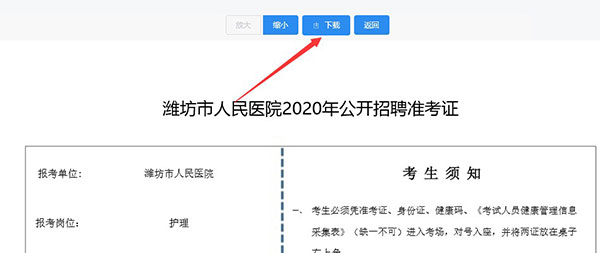 放大 缩小 下载 返回
潍坊市人民医院2020年公开招聘准考证
报考单位: 潍坊市人民医院
报考岗位: 护理
考生须知
一、 考生必须凭准考证、身份证、健康码、《考试人员健康管理信息
采集表》(缺一不可)进入考场,对号入座,并将两证放在桌子
右上角